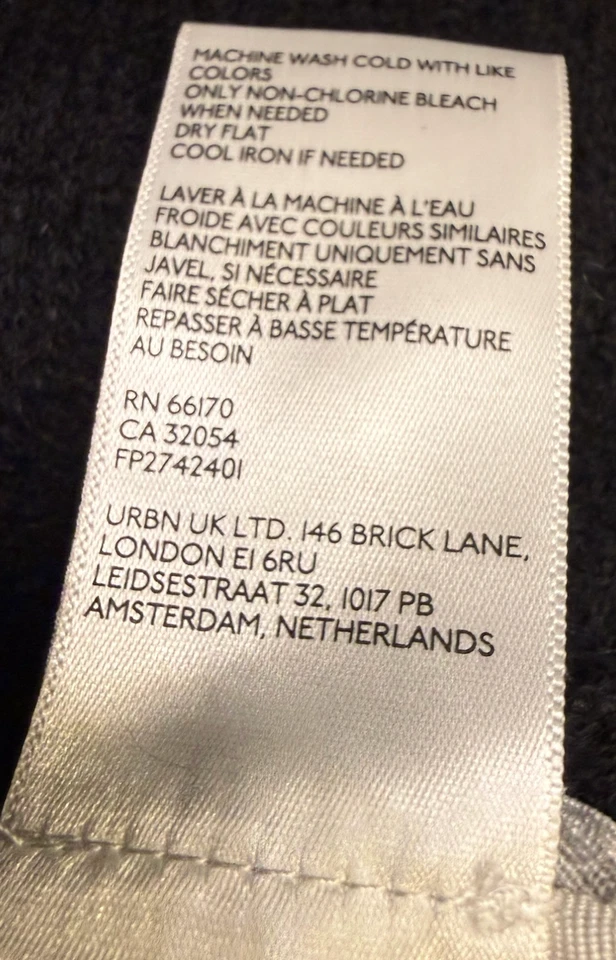 MACHINE WASH COLD WITH LIKE
COLORS
ONLY NON-CHLORINE BLEACH
WHEN NEEDED
DRY FLAT
COOL IRON IF NEEDED
LAVER À LA MACHINE À L'EAU
FROIDE AVEC COULEURS SIMILAIRES
BLANCHIMENT UNIQUEMENT SANS
JAVEL, SI NÉCESSAIRE
FAIRE SÉCHER À PLAT
REPASSER À BASSE TEMPÉRATURE
AU BESOIN
RN 66170
CA 32054
FP27424201
URBN UK LTD. 146 BRICK LANE,
LONDON E1 6RU
LEIDSESTRAAT 32, 1017 PB
AMSTERDAM, NETHERLANDS